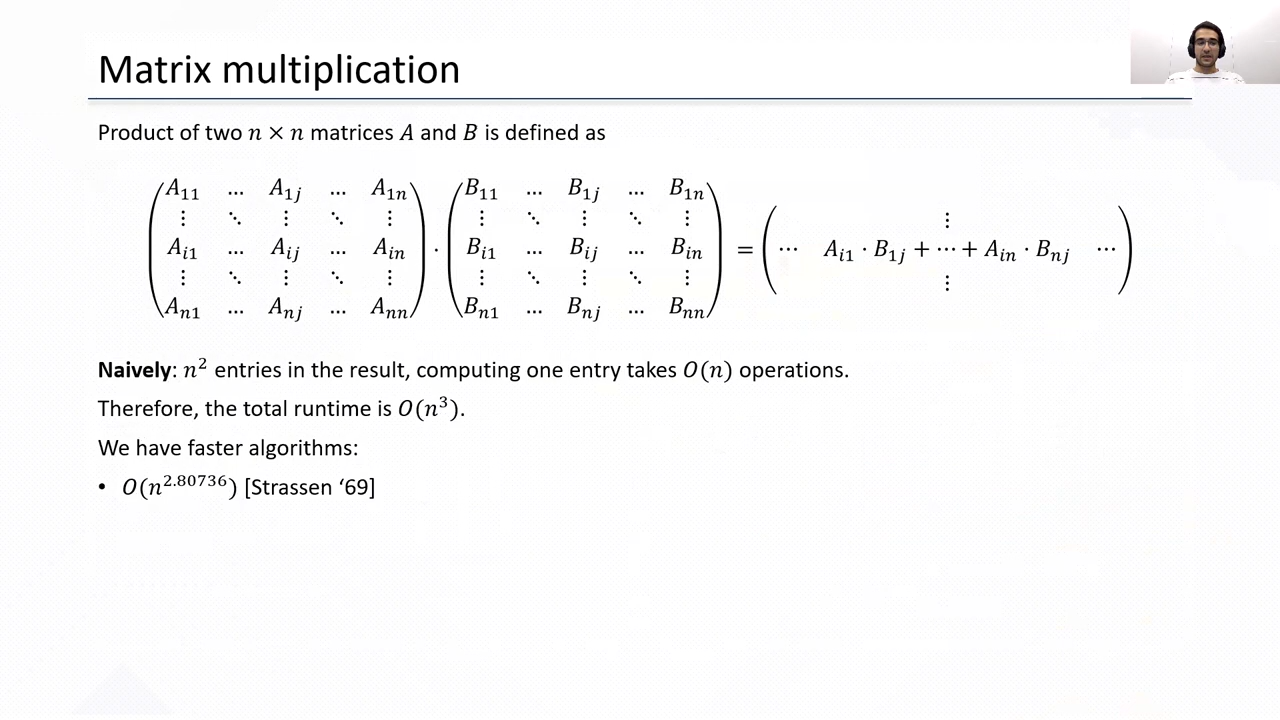 Matrix multiplication
Product of two n × n matrices A and B is defined as
A₁₁ … A₁ⱼ … A₁ₙ B₁₁ … B₁ⱼ … B₁ₙ
⋮ ⋱ ⋮ ⋱ ⋮ ⋮ ⋱ ⋮ ⋱ ⋮ ⋮
Aᵢ₁ … Aᵢⱼ … Aᵢₙ · Bᵢ₁ … Bᵢⱼ … Bᵢₙ = ( ⋯ Aᵢ₁ · B₁ⱼ + ⋯ + Aᵢₙ · Bₙⱼ ⋯ )
⋮ ⋱ ⋮ ⋱ ⋮ ⋮ ⋱ ⋮ ⋱ ⋮ ⋮
Aₙ₁ … Aₙⱼ … Aₙₙ Bₙ₁ … Bₙⱼ … Bₙₙ
Naively: n² entries in the result, computing one entry takes O(n) operations.
Therefore, the total runtime is O(n³).
We have faster algorithms:
• O(n^2.80736) [Strassen ‘69]